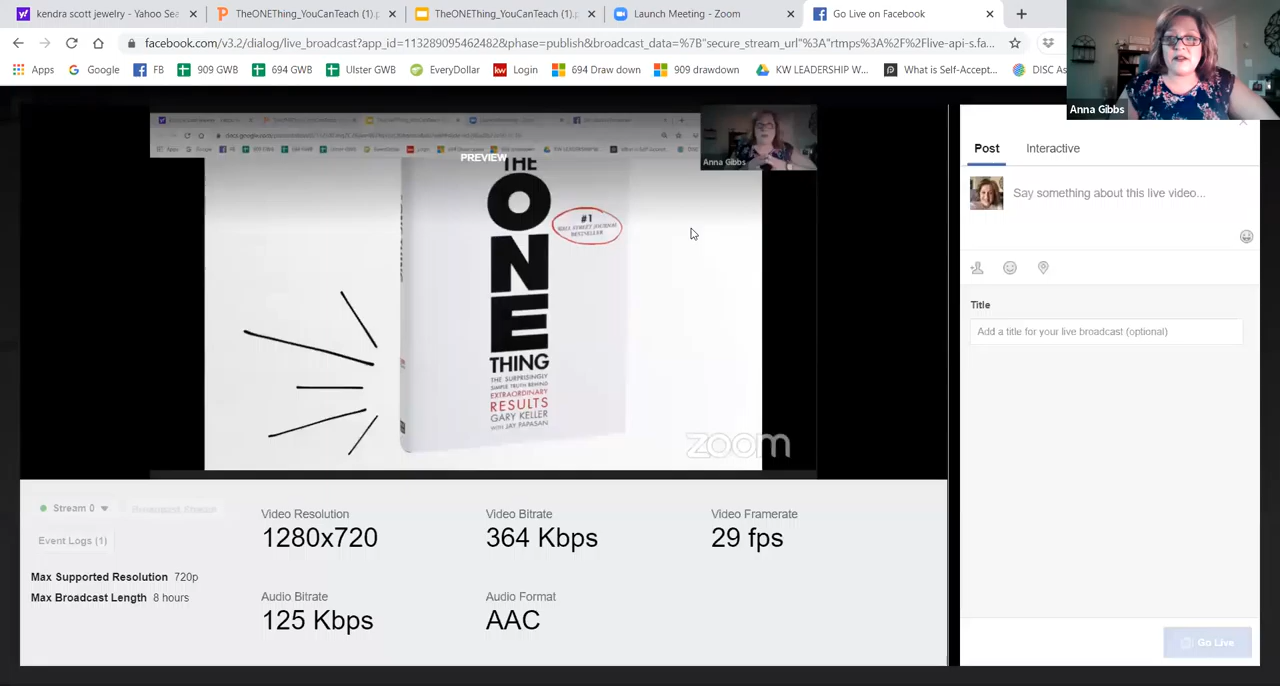 kendra scott jewelry - Yahoo Sea
TheONEThing_YouCanTeach (1).p
TheONEThing_YouCanTeach (1).
Launch Meeting - Zoom
Go Live on Facebook
facebook.com/v3.2/dialog/live_broadcast?app_id=113289095462482&phase=publish&broadcast_data=%7B"secure_stream_url"%3A"rtmps%3A%2F%2Flive-api-s.fa...
Apps Google FB 909 GWB 694 GWB Ulster GWB EveryDollar Login 694 Draw down 909 drawdown KW LEADERSHIP W... What is Self-Accept... DISC As
Anna Gibbs
PREVIEW
Anna Gibbs
THE
ONE
THING
#1
WALL STREET JOURNAL
BESTSELLER
THE SURPRISINGLY
SIMPLE TRUTH BEHIND
EXTRAORDINARY
RESULTS
GARY KELLER
WITH JAY PAPASAN
zoom
Post Interactive
Say something about this live video...
Title
Add a title for your live broadcast (optional)
Go Live
Stream 0
Event Logs (1)
Max Supported Resolution 720p
Max Broadcast Length 8 hours
Video Resolution
1280x720
Video Bitrate
364 Kbps
Video Framerate
29 fps
Audio Bitrate
125 Kbps
Audio Format
AAC